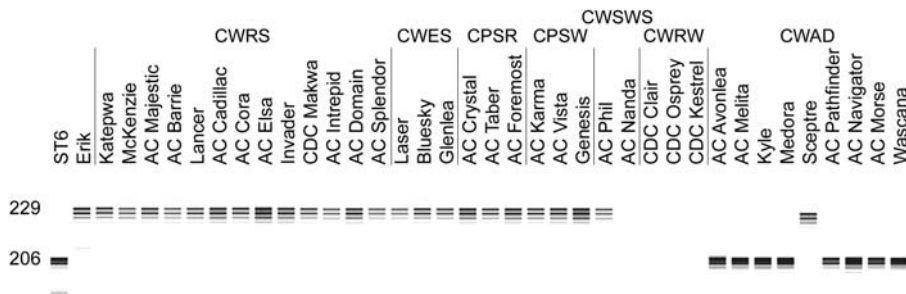 CWSWS
CWRS CWES CPSR CPSW CWRW CWAD
ST6
Erik
Katepwa
McKenzie
AC Majestic
AC Barrie
Lancer
AC Cadillac
AC Cora
AC Elsa
Invader
CDC Makwa
AC Intrepid
AC Domain
AC Splendor
Laser
Bluesky
Glenlea
AC Crystal
AC Taber
AC Foremost
AC Karma
AC Vista
Genesis
AC Phil
AC Nanda
CDC Clair
CDC Osprey
CDC Kestrel
AC Avonlea
AC Melita
Kyle
Medora
Sceptre
AC Pathfinder
AC Navigator
AC Morse
Wascana
229
206